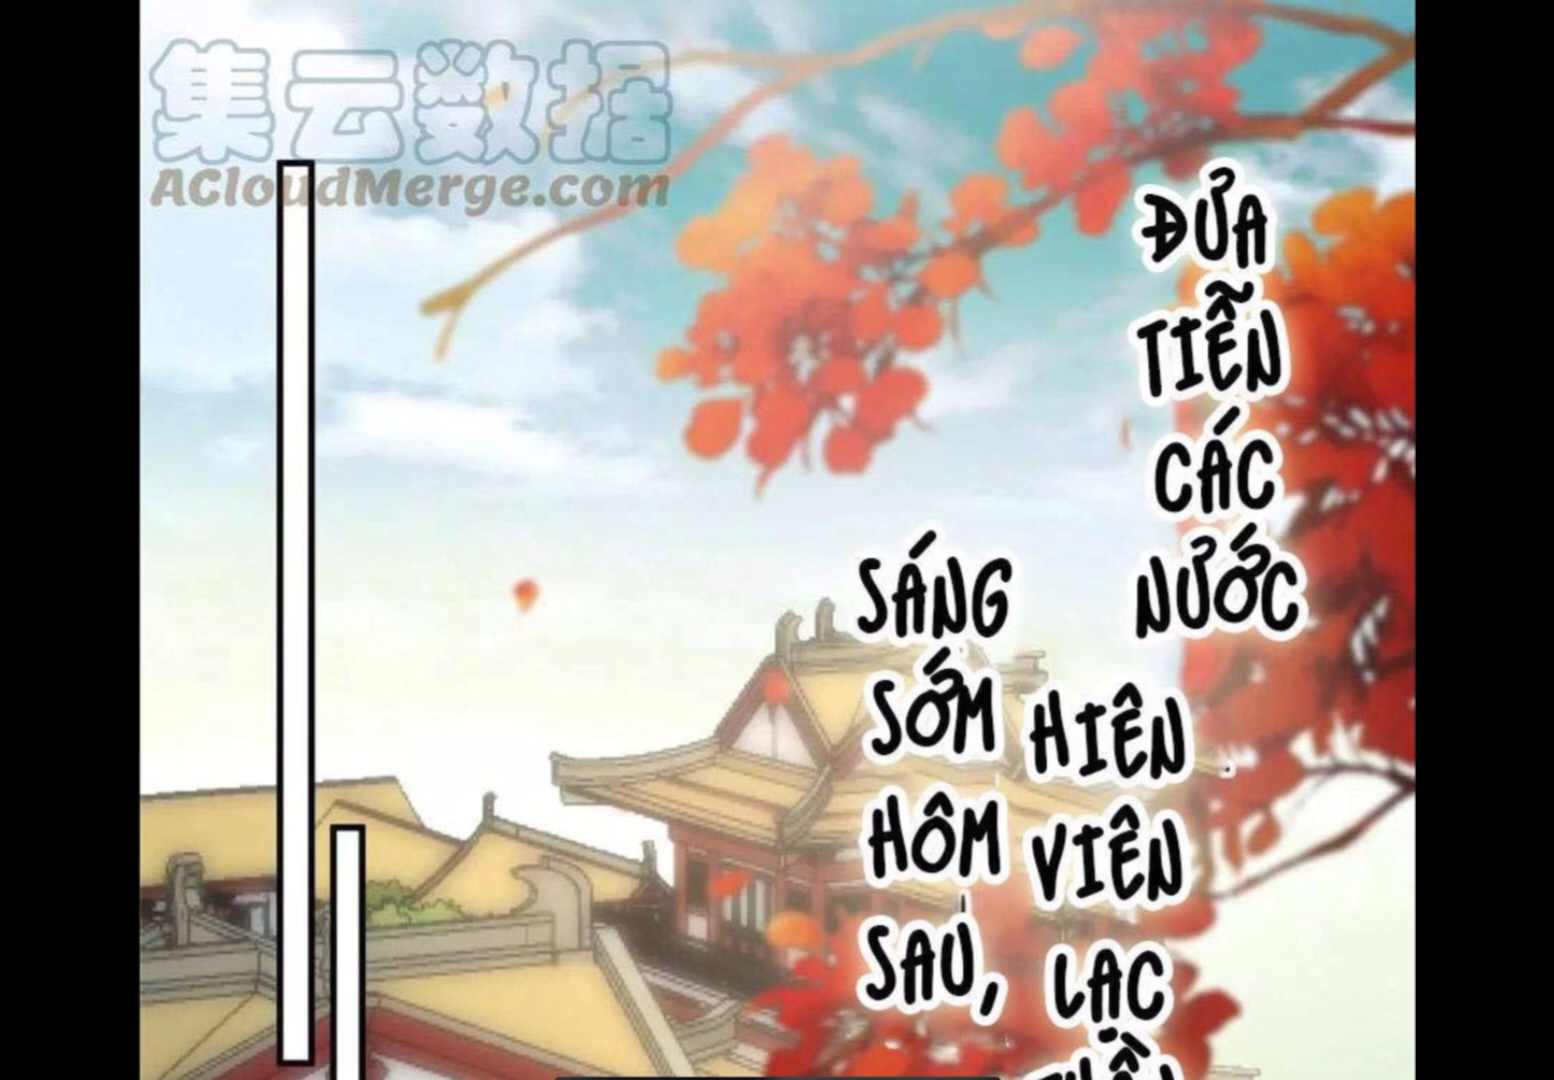 集云数据
ACloudMerge.com
SÁNG
SỚM
HÔM
SAU,
HIÊN
VIÊN
LẠC
ĐƯA
TIỄN
CÁC
NƯỚC